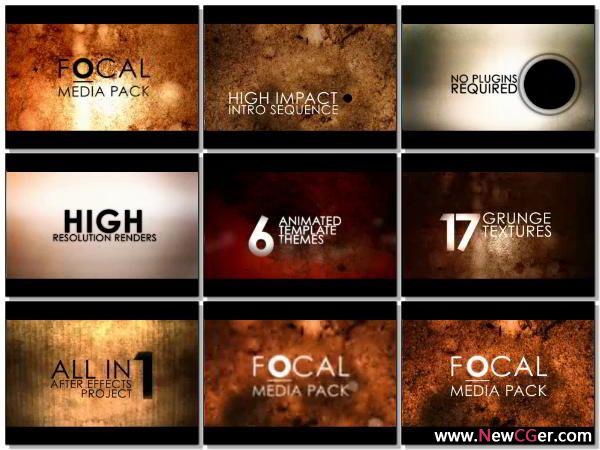 FOCAL
MEDIA PACK
HIGH IMPACT
INTRO SEQUENCE
NO PLUGINS
REQUIRED
HIGH
RESOLUTION RENDERS
6 ANIMATED
TEMPLATE
THEMES
17 GRUNGE
TEXTURES
ALL IN 1
AFTER EFFECTS
PROJECT
FOCAL
MEDIA PACK
FOCAL
MEDIA PACK
www.NewCGer.com